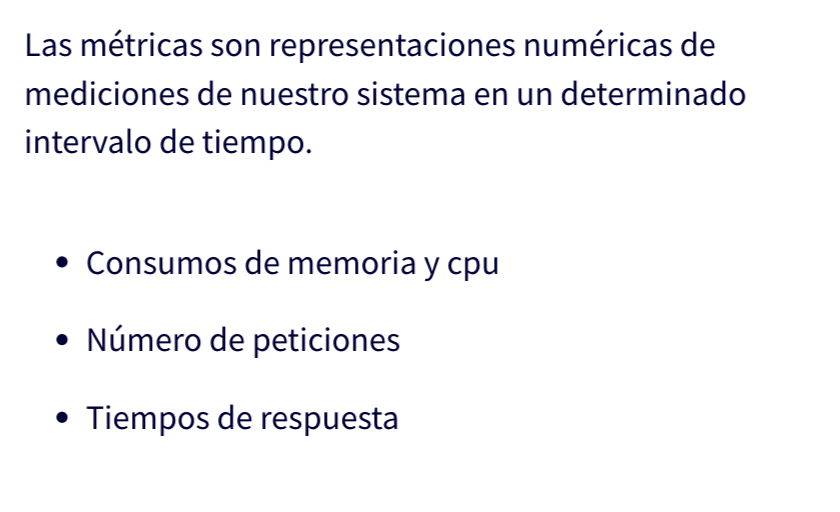 Las métricas son representaciones numéricas de
mediciones de nuestro sistema en un determinado
intervalo de tiempo.
• Consumos de memoria y cpu
• Número de peticiones
• Tiempos de respuesta